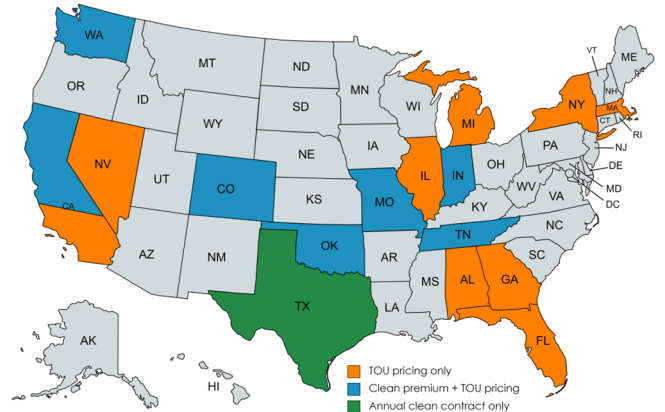 WA
MT
ND
MN
VT
ME
OR
ID
SD
WI
NH
NY
MA
CT
RI
WY
MI
IA
NE
PA
NJ
NV
UT
CO
IL
IN
OH
DE
MD
DC
WV
VA
KS
MO
KY
CA
NC
TN
OK
AZ
NM
AR
SC
MS
AL
GA
LA
TX
FL
AK
HI
TOU pricing only
Clean premium + TOU pricing
Annual clean contract only